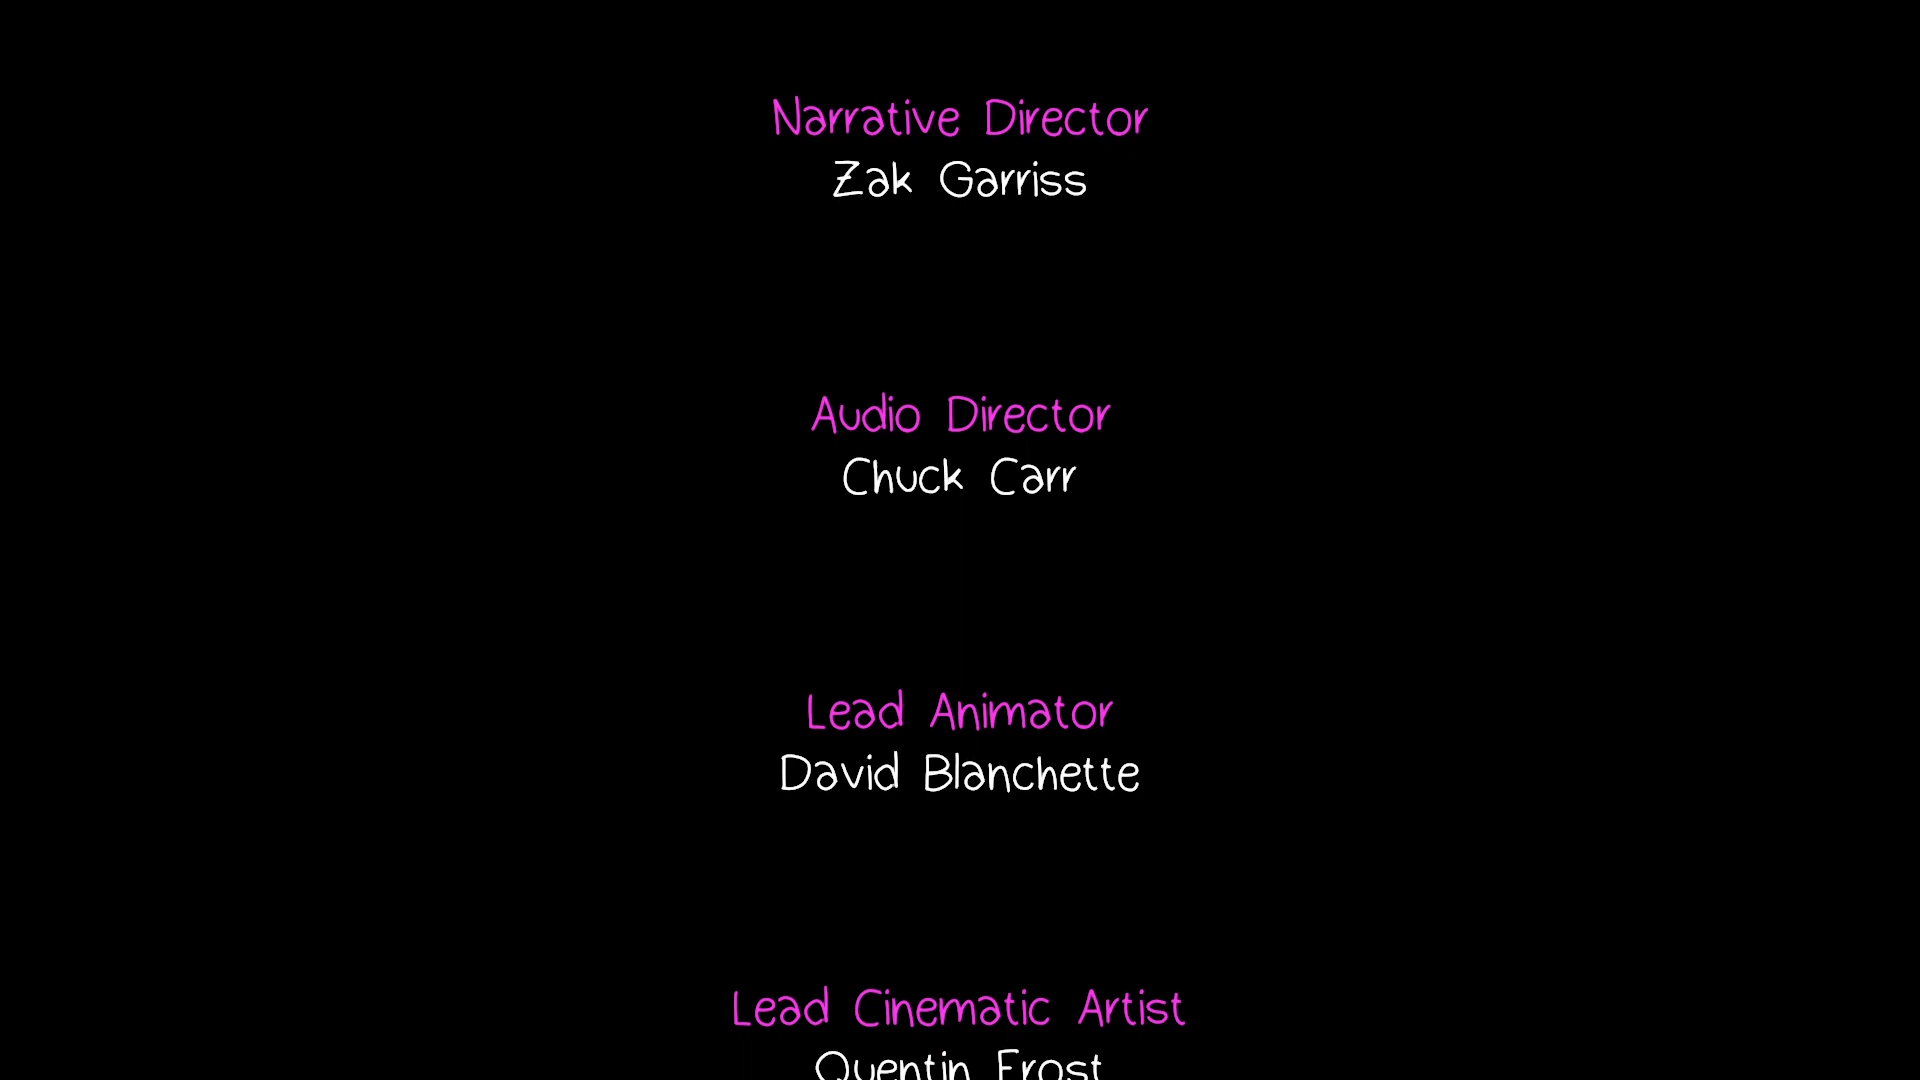 Narrative Director
Zak Garriss
Audio Director
Chuck Carr
Lead Animator
David Blanchette
Lead Cinematic Artist
Quentin Frost